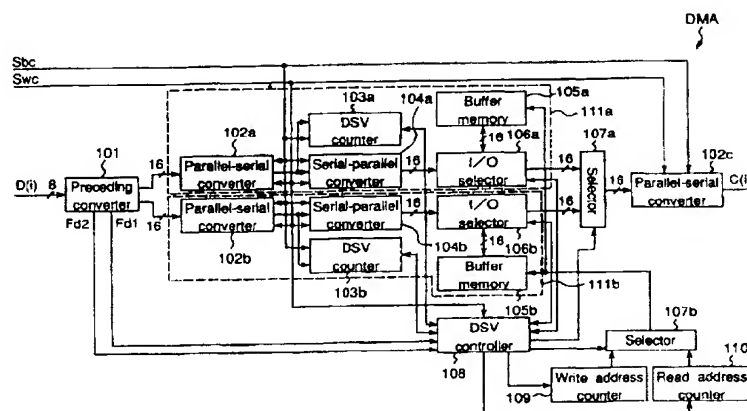 DMA
Sbc
Swc
103a
104a
105a
102a
DSV
counter
Buffer
memory
111a
106a
107a
101
16
Parallel-serial
converter
Serial-parallel
converter
16
I/O
selector
16
Selector
16
102c
D(i)
8
Preceding
converter
16
Parallel-serial
converter
C(i
Fd2
Fd1
16
Parallel-serial
converter
Serial-parallel
converter
16
I/O
selector
16
102b
DSV
counter
104b
16
106b
103b
Buffer
memory
105b
111b
DSV
controller
108
107b
Selector
110
Write address
counter
109
Read address
counter